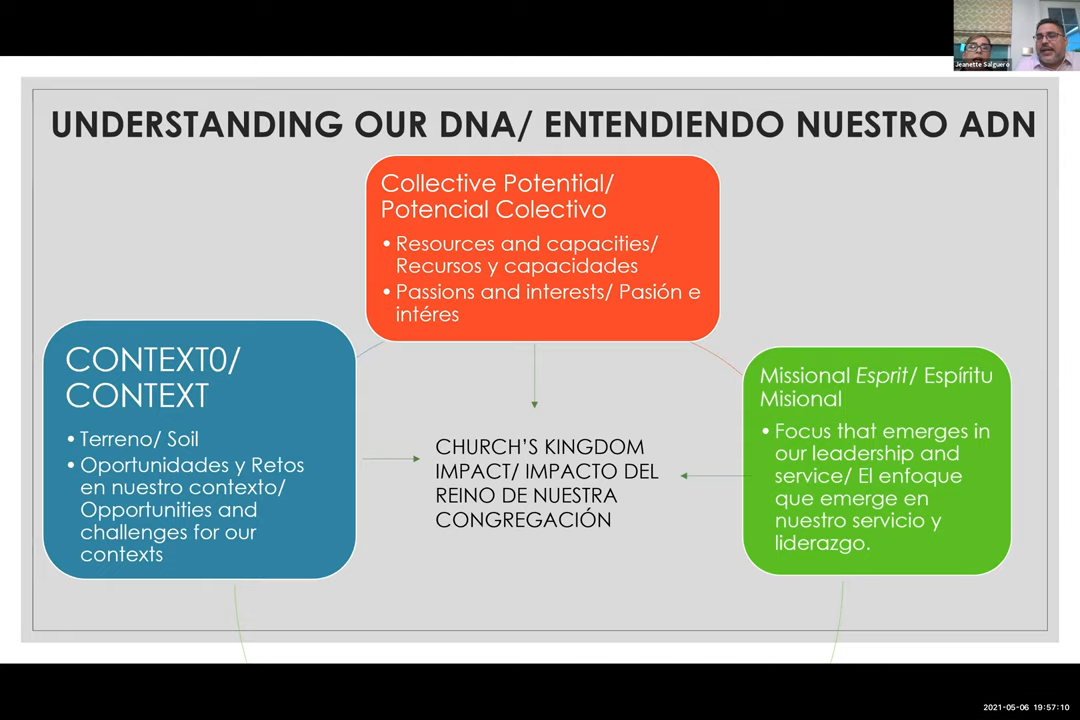 Jeanette Salguero
UNDERSTANDING OUR DNA/ ENTENDIENDO NUESTRO ADN
Collective Potential/
Potencial Colectivo
• Resources and capacities/
Recursos y capacidades
• Passions and interests/ Pasión e
intéres
CONTEXT0/
CONTEXT
• Terreno/ Soil
• Oportunidades y Retos
en nuestro contexto/
Opportunities and
challenges for our
contexts
CHURCH'S KINGDOM
IMPACT/ IMPACTO DEL
REINO DE NUESTRA
CONGREGACIÓN
Missional Esprit/ Espíritu
Misional
• Focus that emerges in
our leadership and
service/ El enfoque
que emerge en
nuestro servicio y
liderazgo.
2021-05-06 19:57:10